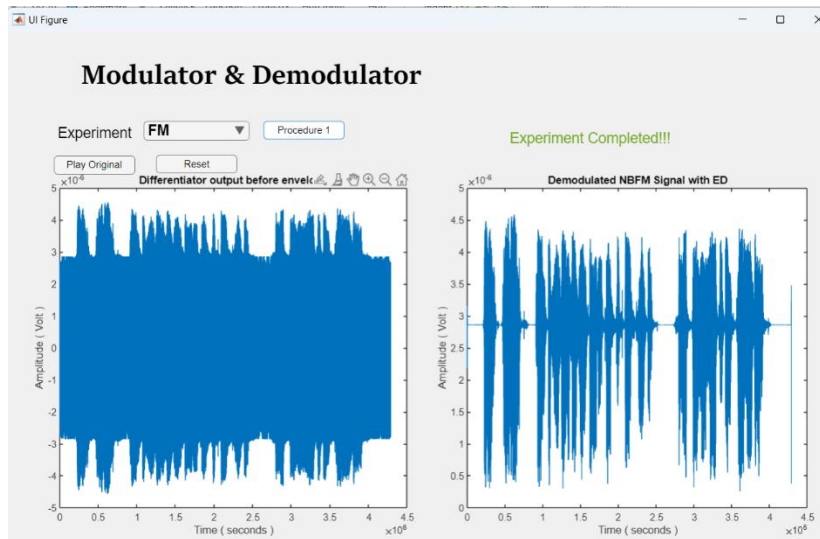 UI Figure
Modulator & Demodulator
Experiment FM Procedure 1
Experiment Completed!!!
Play Original Reset
×10-6 Differentiator output before envel
5
4
3
2
1
0
-1
-2
-3
-4
-5
Amplitude ( Volt )
0 0.5 1 1.5 2 2.5 3 3.5 4 4.5
Time ( seconds ) ×106
×10-6 Demodulated NBFM Signal with ED
5
4.5
4
3.5
3
2.5
2
1.5
1
0.5
0
Amplitude ( Volt )
0 0.5 1 1.5 2 2.5 3 3.5 4 4.5
Time ( seconds ) ×106